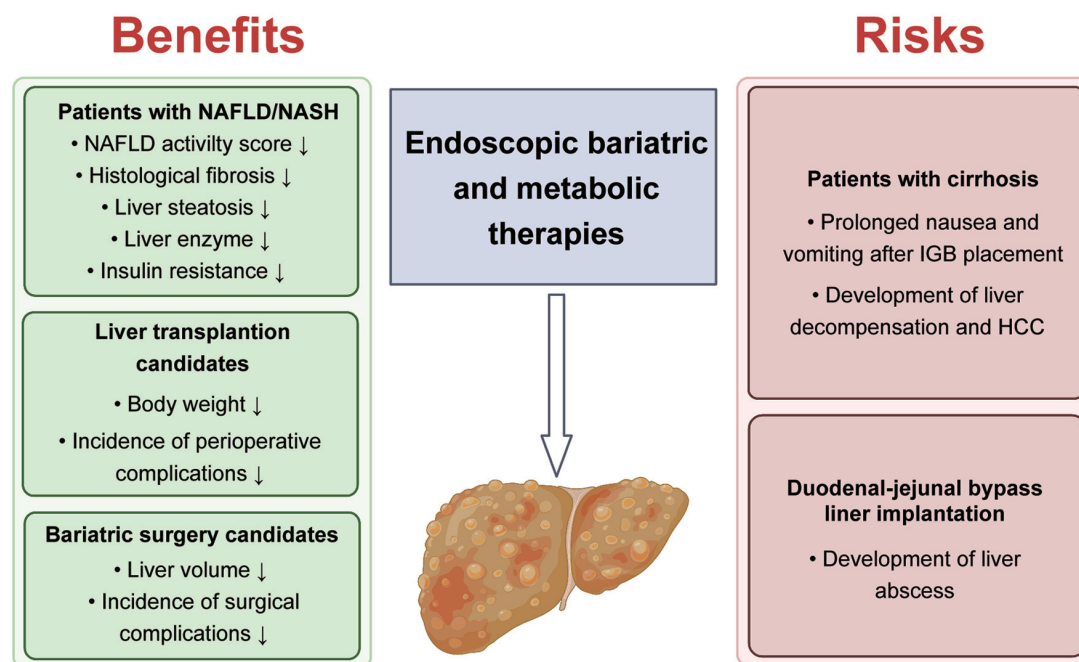 Benefits
Patients with NAFLD/NASH
• NAFLD activilty score ↓
• Histological fibrosis ↓
• Liver steatosis ↓
• Liver enzyme ↓
• Insulin resistance ↓
Liver transplantion
candidates
• Body weight ↓
• Incidence of perioperative
complications ↓
Bariatric surgery candidates
• Liver volume ↓
• Incidence of surgical
complications ↓
Endoscopic bariatric
and metabolic
therapies
Risks
Patients with cirrhosis
• Prolonged nausea and
vomiting after IGB placement
• Development of liver
decompensation and HCC
Duodenal-jejunal bypass
liner implantation
• Development of liver
abscess